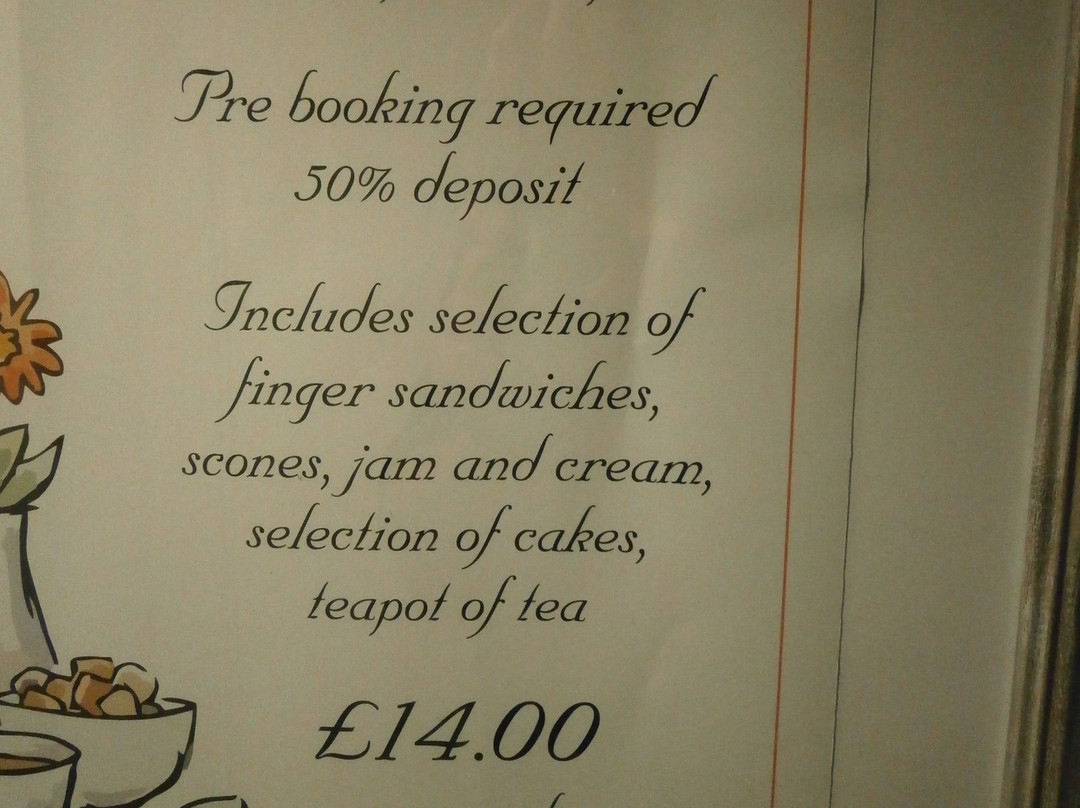 Pre booking required
50% deposit
Includes selection of
finger sandwiches,
scones, jam and cream,
selection of cakes,
teapot of tea
£14.00